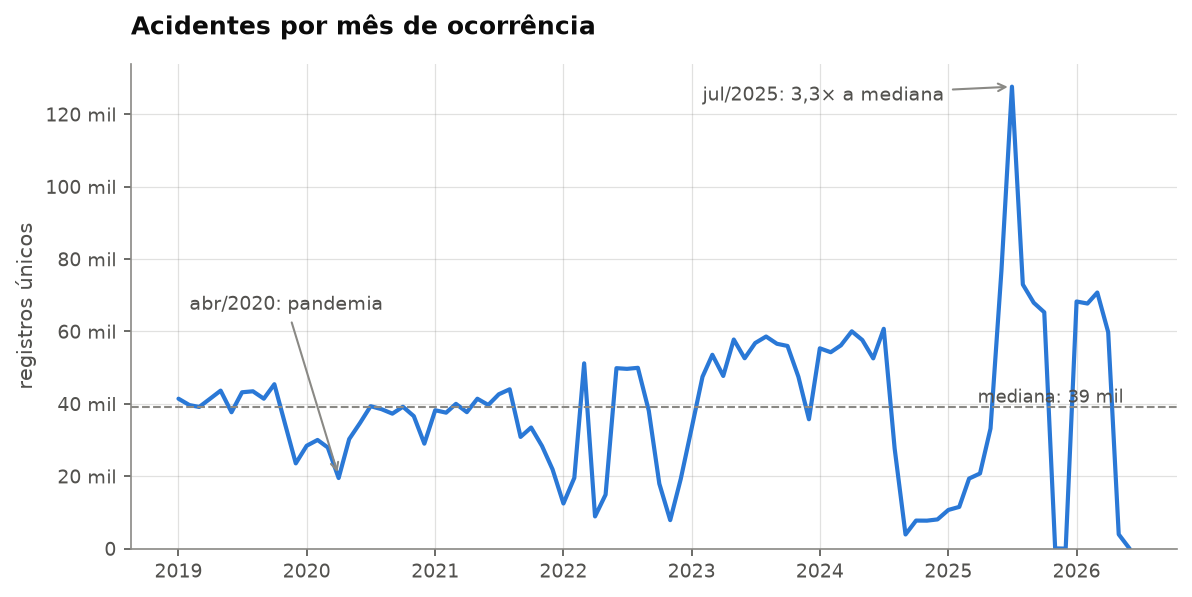 Acidentes por mês de ocorrência
jul/2025: 3,3× a mediana
120 mil
100 mil
80 mil
registros únicos
abr/2020: pandemia
60 mil
mediana: 39 mil
40 mil
20 mil
0
2019 2020 2021 2022 2023 2024 2025 2026